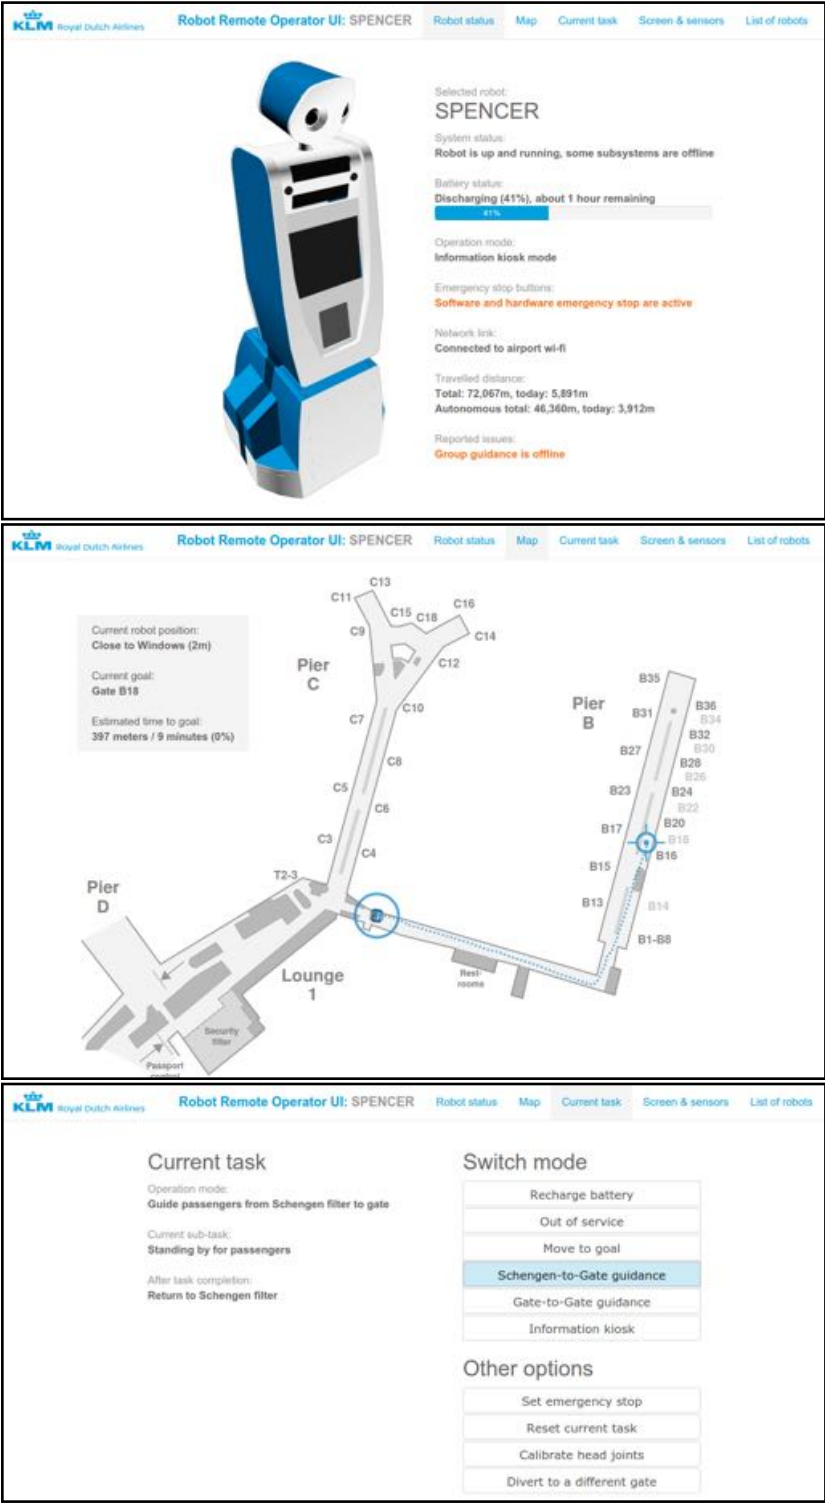 KLM Royal Dutch Airlines
Robot Remote Operator UI: SPENCER
Robot status Map Current task Screen & sensors List of robots
Selected robot:
SPENCER
System status:
Robot is up and running, some subsystems are offline
Battery status:
Discharging (41%), about 1 hour remaining
41%
Operation mode:
Information kiosk mode
Emergency stop buttons:
Software and hardware emergency stop are active
Network link:
Connected to airport wi-fi
Travelled distance:
Total: 72,067m, today: 5,891m
Autonomous total: 46,360m, today: 3,912m
Reported issues:
Group guidance is offline
KLM Royal Dutch Airlines
Robot Remote Operator UI: SPENCER
Robot status Map Current task Screen & sensors List of robots
Current robot position:
Close to Windows (2m)
Current goal:
Gate B18
Estimated time to goal:
397 meters / 9 minutes (0%)
Pier
C
C13
C11
C16
C15
C18
C9
C14
C12
C10
C7
C8
C5
C6
C3
C4
T2-3
Pier
B
B35
B36
B31
B34
B32
B30
B27
B28
B26
B23
B24
B22
B20
B17
B18
B16
B15
B13
B14
B1-B8
Pier
D
Lounge
1
Rest-
rooms
Security
filter
Passport
control
KLM Royal Dutch Airlines
Robot Remote Operator UI: SPENCER
Robot status Map Current task Screen & sensors List of robots
Current task
Operation mode:
Guide passengers from Schengen filter to gate
Current sub-task:
Standing by for passengers
After task completion:
Return to Schengen filter
Switch mode
Recharge battery
Out of service
Move to goal
Schengen-to-Gate guidance
Gate-to-Gate guidance
Information kiosk
Other options
Set emergency stop
Reset current task
Calibrate head joints
Divert to a different gate